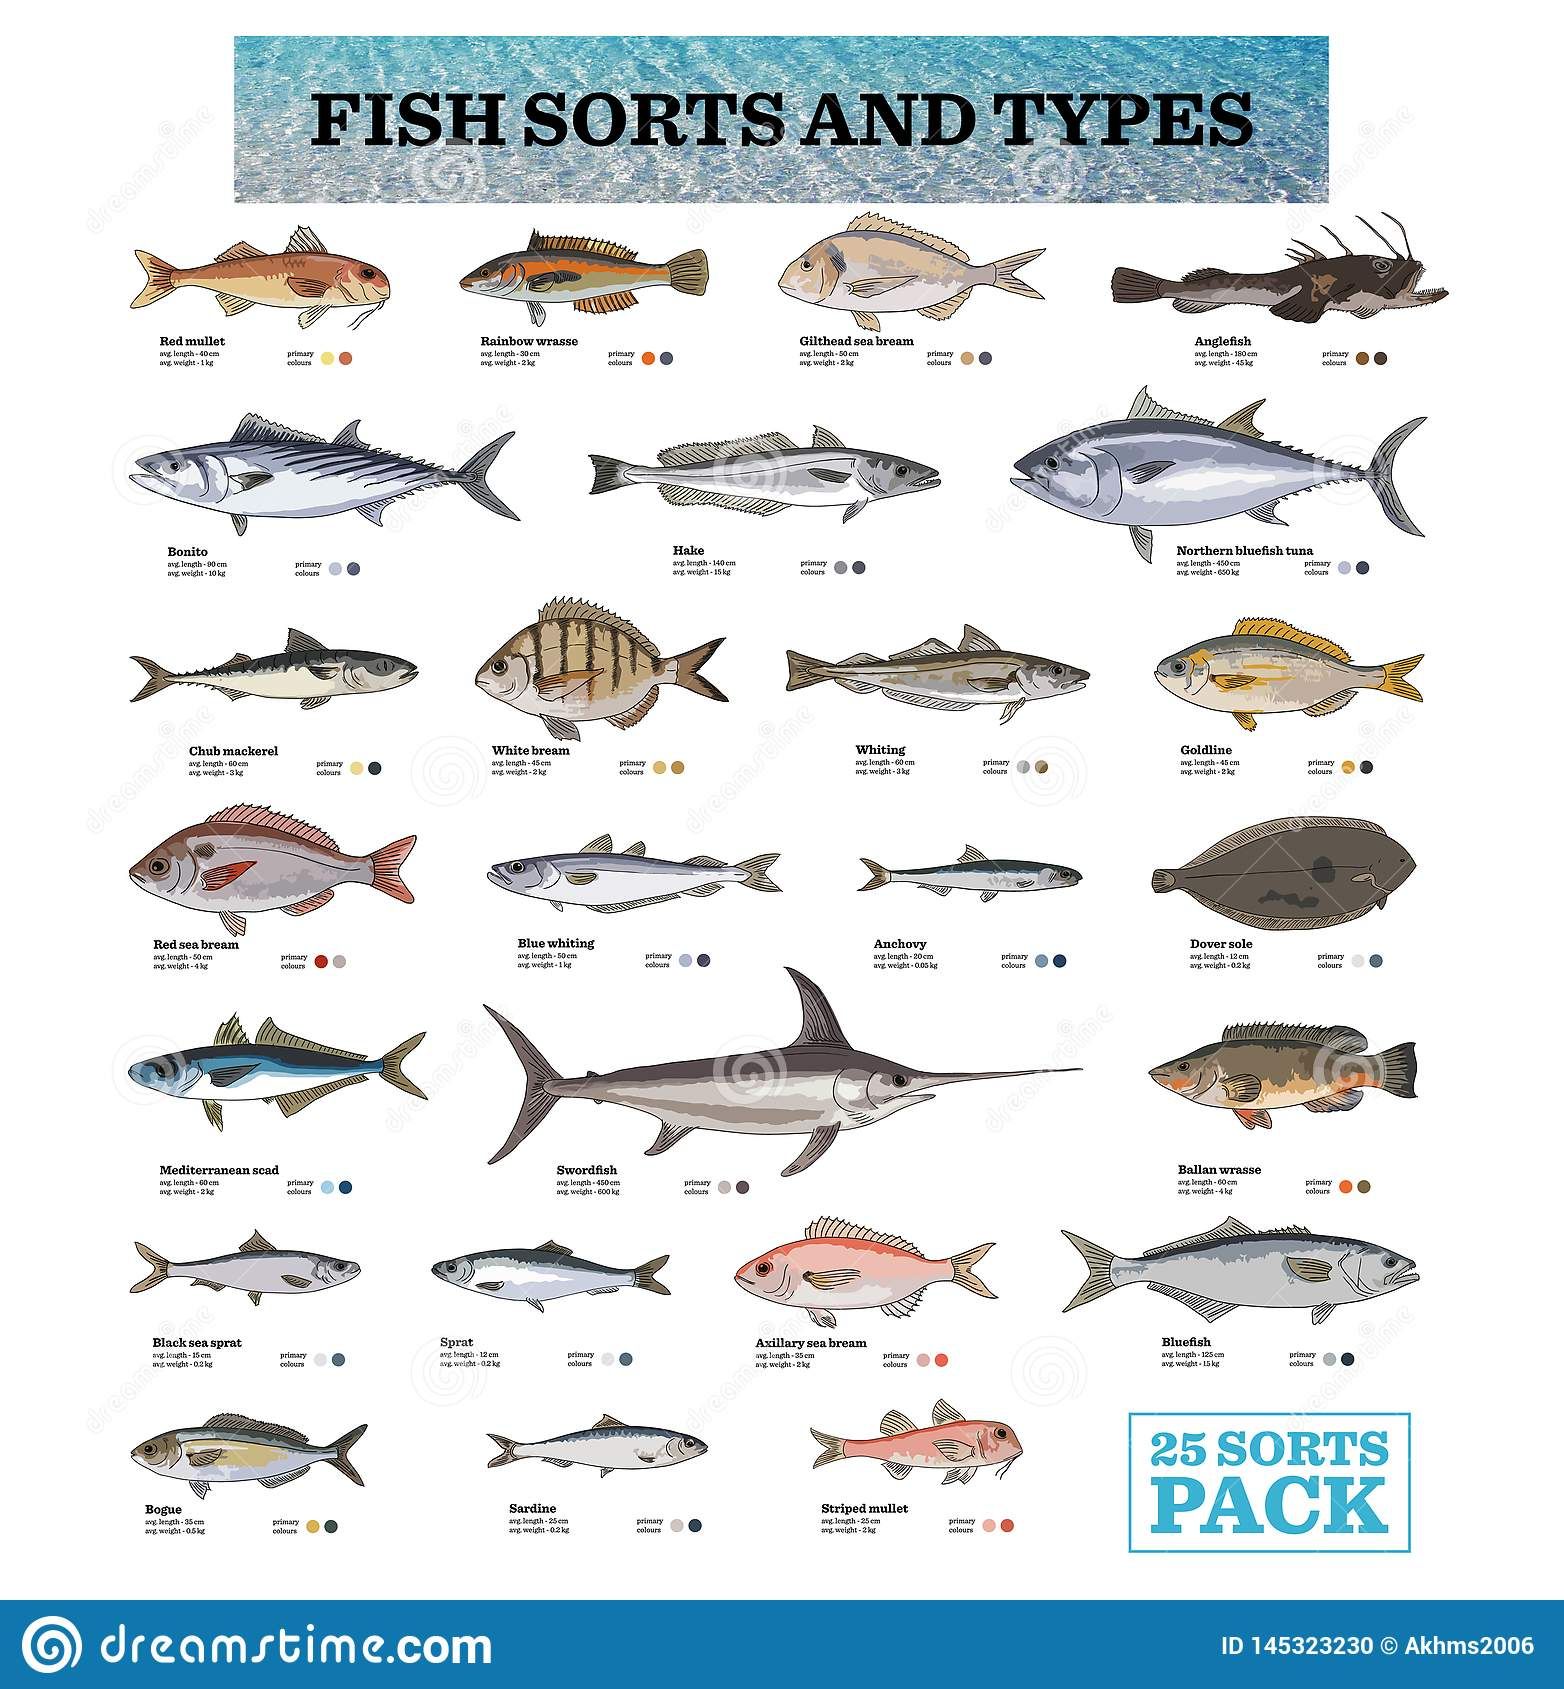 FISH SORTS AND TYPES
Red mullet
avg. length - 40 cm
avg. weight - 1 kg
primary
colours
Rainbow wrasse
avg. length - 30 cm
avg. weight - 2 kg
primary
colours
Gilthead sea bream
avg. length - 50 cm
avg. weight - 2 kg
primary
colours
Anglefish
avg. length - 180 cm
avg. weight - 45 kg
primary
colours
Bonito
avg. length - 90 cm
avg. weight - 10 kg
primary
colours
Hake
avg. length - 140 cm
avg. weight - 15 kg
primary
colours
Northern bluefish tuna
avg. length - 450 cm
avg. weight - 650 kg
primary
colours
Chub mackerel
avg. length - 60 cm
avg. weight - 3 kg
primary
colours
White bream
avg. length - 45 cm
avg. weight - 2 kg
primary
colours
Whiting
avg. length - 60 cm
avg. weight - 3 kg
primary
colours
Goldline
avg. length - 45 cm
avg. weight - 2 kg
primary
colours
Red sea bream
avg. length - 50 cm
avg. weight - 4 kg
primary
colours
Blue whiting
avg. length - 50 cm
avg. weight - 1 kg
primary
colours
Anchovy
avg. length - 20 cm
avg. weight - 0.05 kg
primary
colours
Dover sole
avg. length - 12 cm
avg. weight - 0.2 kg
primary
colours
Mediterranean scad
avg. length - 60 cm
avg. weight - 2 kg
primary
colours
Swordfish
avg. length - 450 cm
avg. weight - 600 kg
primary
colours
Ballan wrasse
avg. length - 60 cm
avg. weight - 4 kg
primary
colours
Black sea sprat
avg. length - 15 cm
avg. weight - 0.2 kg
primary
colours
Sprat
avg. length - 12 cm
avg. weight - 0.2 kg
primary
colours
Axillary sea bream
avg. length - 35 cm
avg. weight - 2 kg
primary
colours
Bluefish
avg. length - 125 cm
avg. weight - 15 kg
primary
colours
Bogue
avg. length - 35 cm
avg. weight - 0.5 kg
primary
colours
Sardine
avg. length - 25 cm
avg. weight - 0.2 kg
primary
colours
Striped mullet
avg. length - 25 cm
avg. weight - 2 kg
primary
colours
25 SORTS
PACK
dreamstime.com
ID 145323230 © Akhms2006